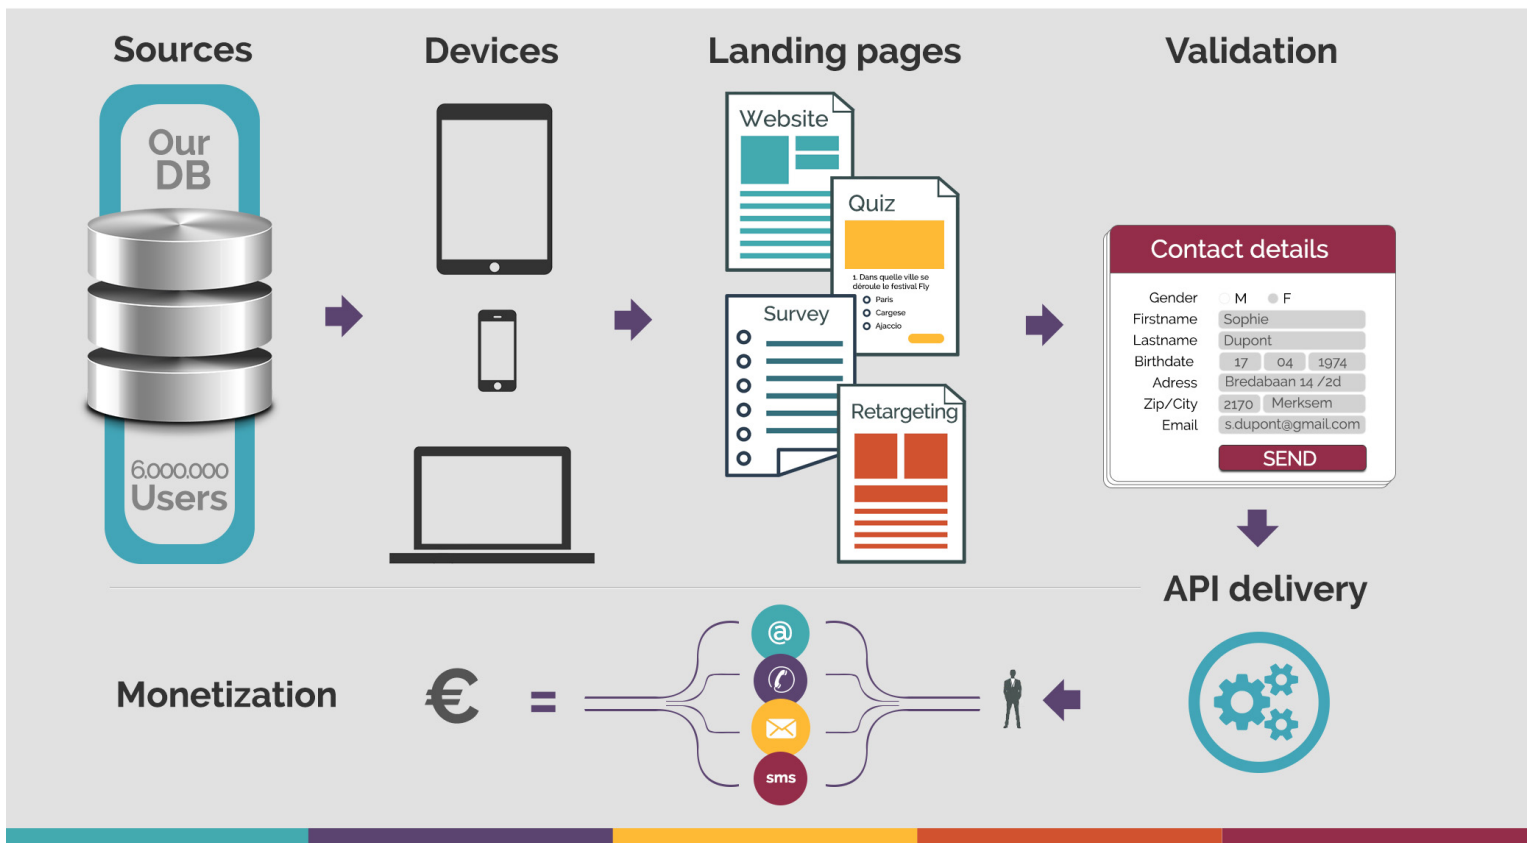 Sources
Devices
Landing pages
Validation
Our
DB
6.000.000
Users
Website
Quiz
1. Dans quelle ville se
déroule le festival Fly
Paris
Cargese
Ajaccio
Survey
Retargeting
Contact details
Gender M F
Firstname Sophie
Lastname Dupont
Birthdate 17 04 1974
Adress Bredabaan 14 /2d
Zip/City 2170 Merksem
Email s.dupont@gmail.com
SEND
API delivery
Monetization
€ =
@
sms